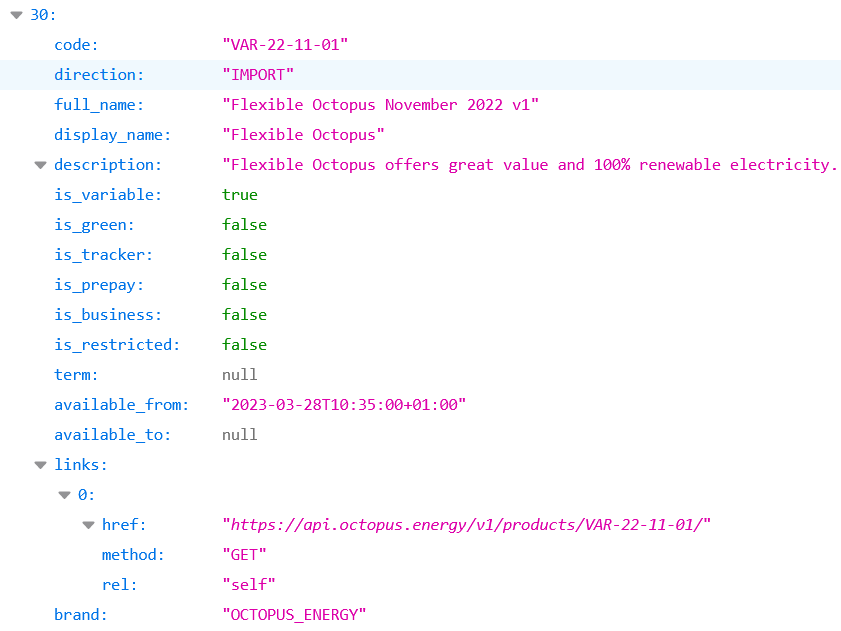 30:
code: "VAR-22-11-01"
direction: "IMPORT"
full_name: "Flexible Octopus November 2022 v1"
display_name: "Flexible Octopus"
description: "Flexible Octopus offers great value and 100% renewable electricity.
is_variable: true
is_green: false
is_tracker: false
is_prepay: false
is_business: false
is_restricted: false
term: null
available_from: "2023-03-28T10:35:00+01:00"
available_to: null
links:
0:
href: "https://api.octopus.energy/v1/products/VAR-22-11-01/"
method: "GET"
rel: "self"
brand: "OCTOPUS_ENERGY"